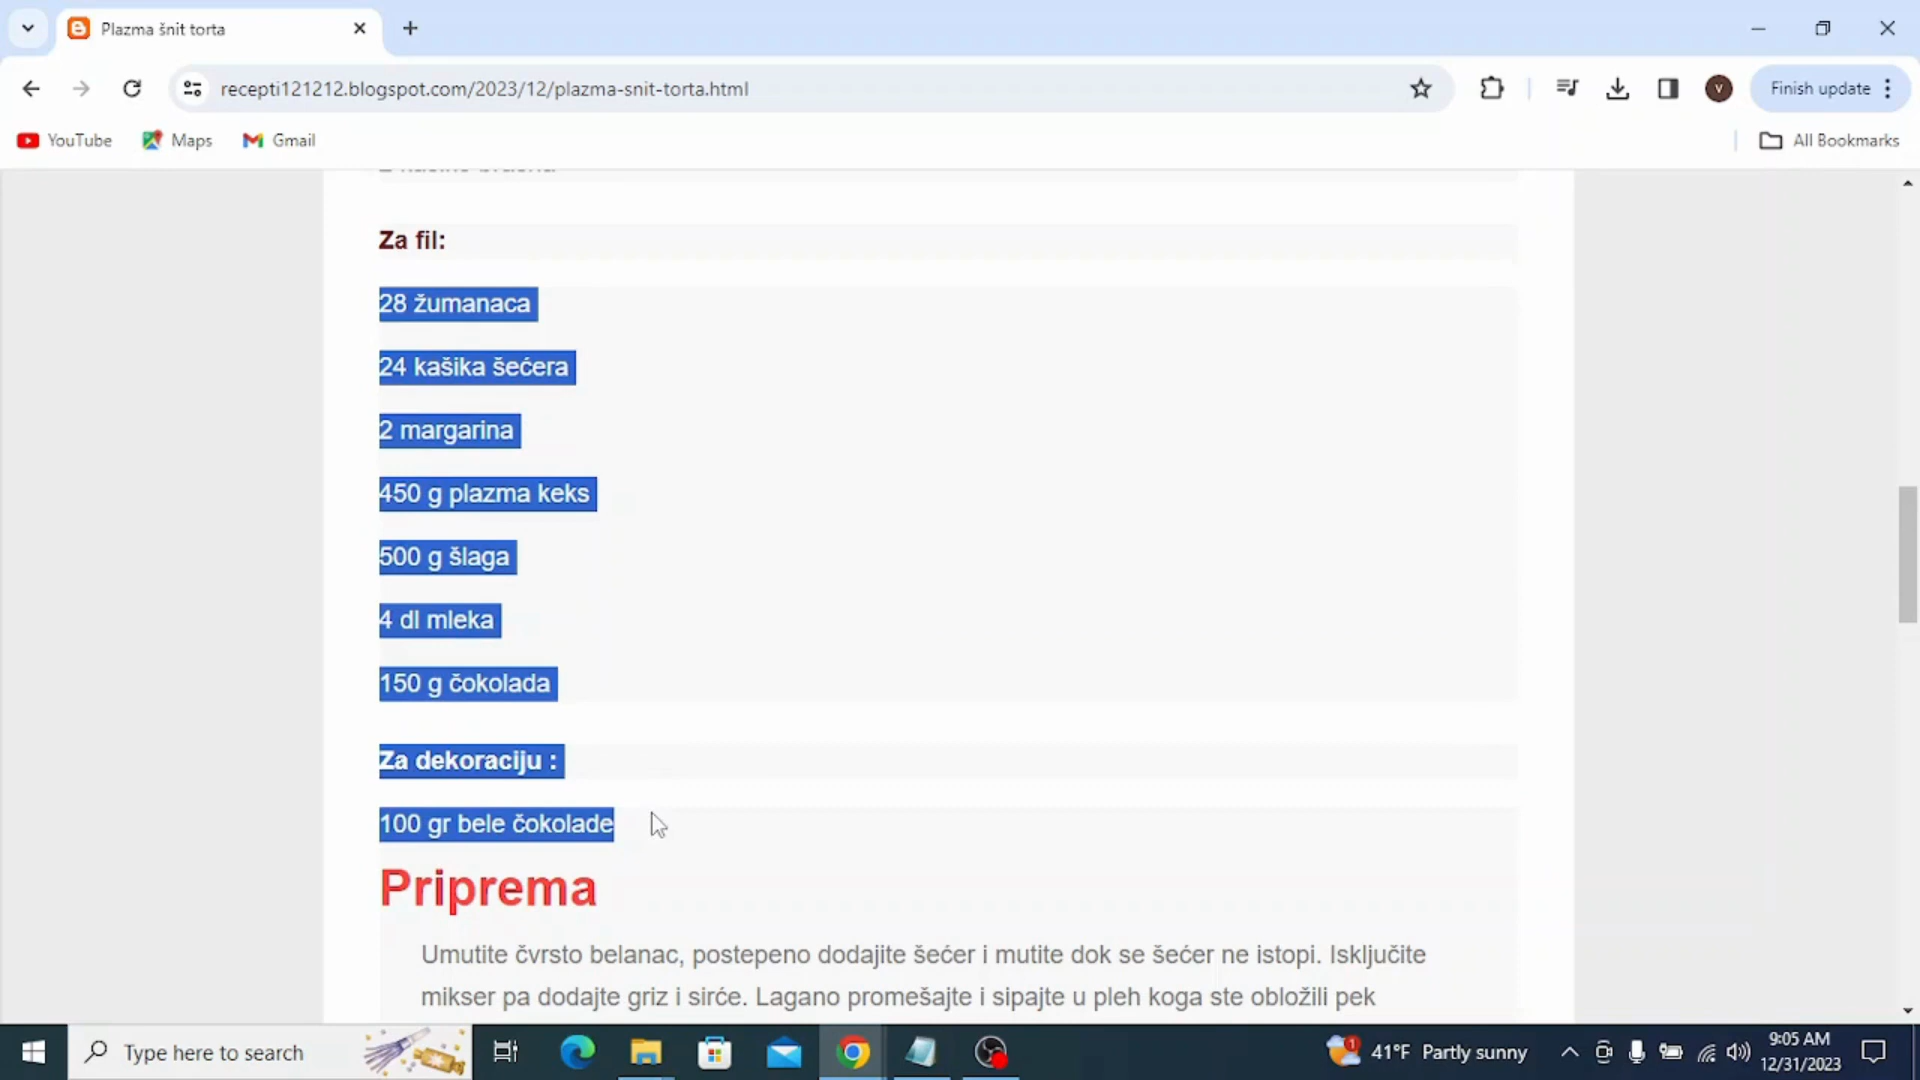 Plazma šnit torta
recepti121212.blogspot.com/2023/12/plazma-snit-torta.html
V
Finish update
YouTube
Maps
Gmail
All Bookmarks
Za fil:
28 žumanaca
24 kašika šećera
2 margarina
450 g plazma keks
500 g šlaga
4 dl mleka
150 g čokolada
Za dekoraciju :
100 gr bele čokolade
Priprema
Umutite čvrsto belanac, postepeno dodajite šećer i mutite dok se šećer ne istopi. Isključite
mikser pa dodajte griz i sirće. Lagano promešajte i sipajte u pleh koga ste obložili pek
Type here to search
1
41°F Partly sunny
9:05 AM
12/31/2023